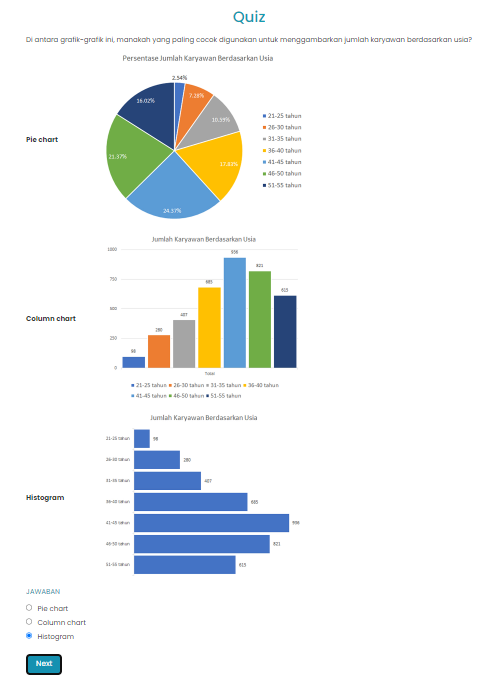 Quiz
Di antara grafik-grafik ini, manakah yang paling cocok digunakan untuk menggambarkan jumlah karyawan berdasarkan usia?
Persentase Jumlah Karyawan Berdasarkan Usia
Pie chart
2.54%
7.26%
10.55%
17.63%
24.37%
21.37%
16.02%
21-25 tahun
26-30 tahun
31-35 tahun
36-40 tahun
41-45 tahun
46-50 tahun
51-55 tahun
Jumlah Karyawan Berdasarkan Usia
Column chart
1000
750
500
250
0
98
280
407
685
936
821
615
Total
21-25 tahun 26-30 tahun 31-35 tahun 36-40 tahun
41-45 tahun 46-50 tahun 51-55 tahun
Jumlah Karyawan Berdasarkan Usia
Histogram
21-25 tahun 98
26-30 tahun 280
31-35 tahun 407
36-40 tahun 685
41-45 tahun 936
46-50 tahun 821
51-55 tahun 615
JAWABAN
Pie chart
Column chart
Histogram
Next